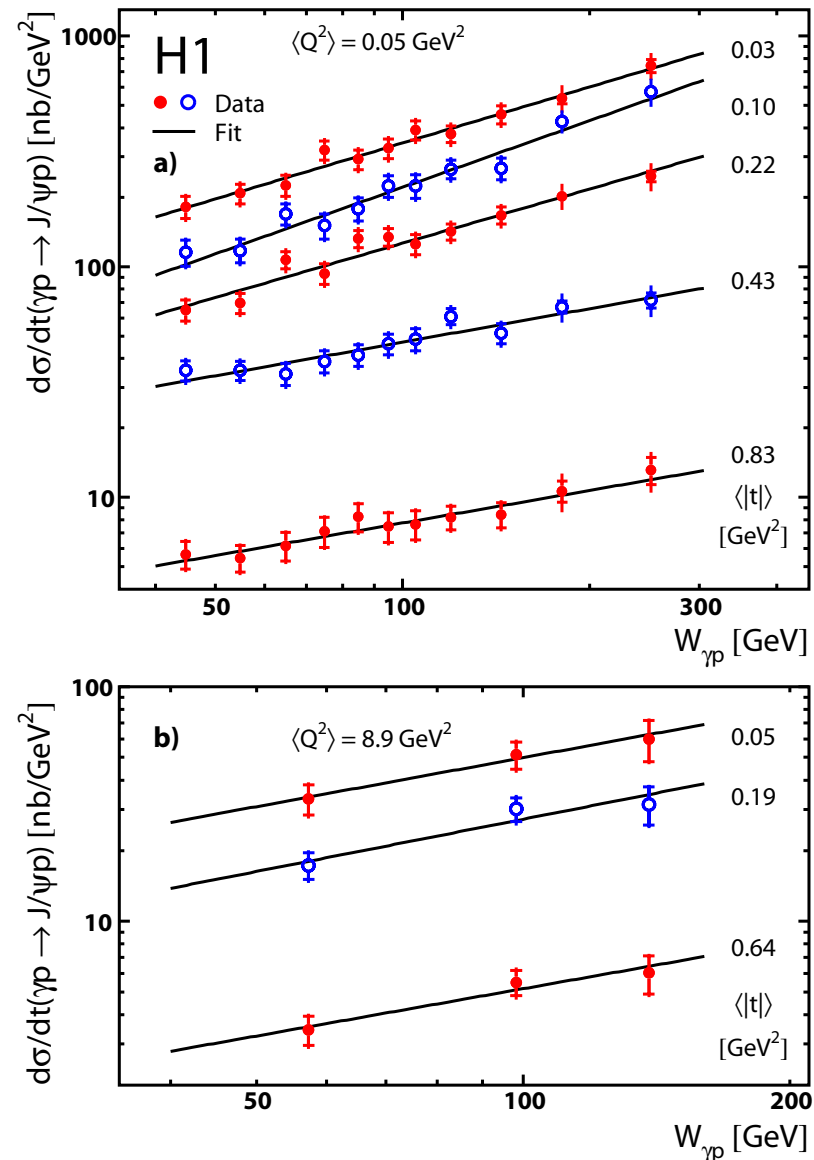 H1
⟨Q²⟩ = 0.05 GeV²
Data
Fit
a)
dσ/dt(γp → J/ψp) [nb/GeV²]
1000
100
10
0.03
0.10
0.22
0.43
0.83
⟨|t|⟩
[GeV²]
50
100
300
W_γp [GeV]
b)
⟨Q²⟩ = 8.9 GeV²
dσ/dt(γp → J/ψp) [nb/GeV²]
100
10
0.05
0.19
0.64
⟨|t|⟩
[GeV²]
50
100
200
W_γp [GeV]